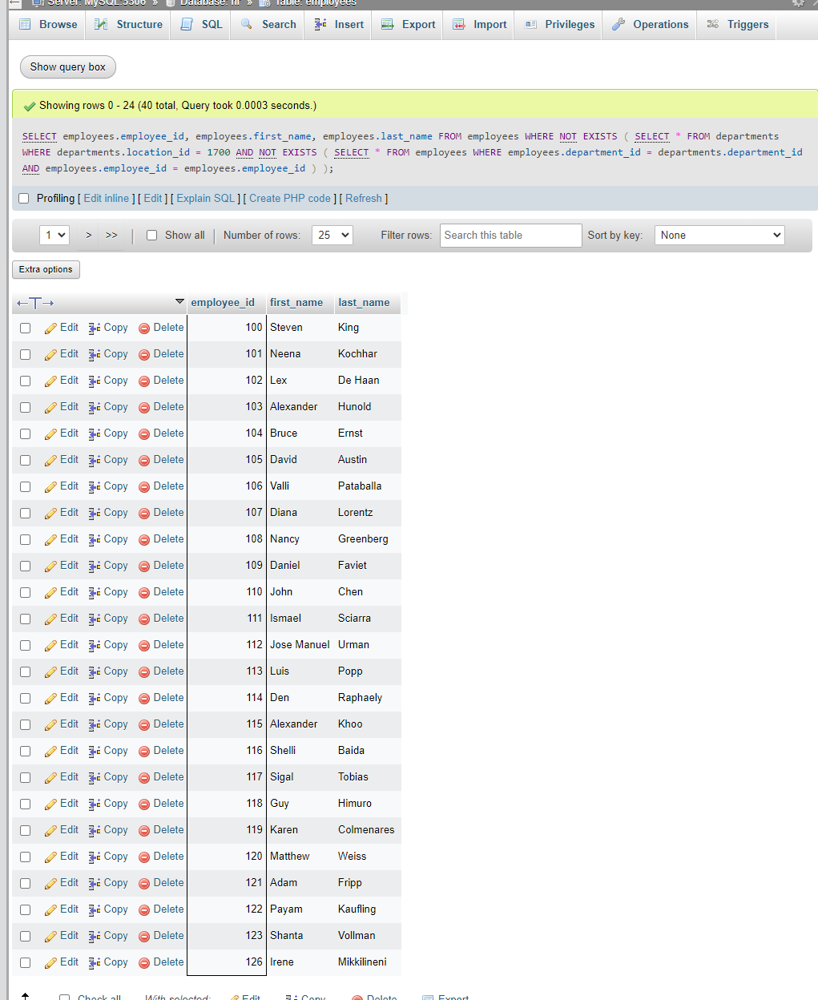 Server: MySQL:3306 » Database: hr » Table: employees
Browse Structure SQL Search Insert Export Import Privileges Operations Triggers
Show query box
Showing rows 0 - 24 (40 total, Query took 0.0003 seconds.)
SELECT employees.employee_id, employees.first_name, employees.last_name FROM employees WHERE NOT EXISTS ( SELECT * FROM departments
WHERE departments.location_id = 1700 AND NOT EXISTS ( SELECT * FROM employees WHERE employees.department_id = departments.department_id
AND employees.employee_id = employees.employee_id ) );
Profiling [ Edit inline ] [ Edit ] [ Explain SQL ] [ Create PHP code ] [ Refresh ]
1 > >> | Show all | Number of rows: 25 Filter rows: Search this table Sort by key: None
Extra options
←T→ employee_id first_name last_name
Edit Copy Delete 100 Steven King
Edit Copy Delete 101 Neena Kochhar
Edit Copy Delete 102 Lex De Haan
Edit Copy Delete 103 Alexander Hunold
Edit Copy Delete 104 Bruce Ernst
Edit Copy Delete 105 David Austin
Edit Copy Delete 106 Valli Pataballa
Edit Copy Delete 107 Diana Lorentz
Edit Copy Delete 108 Nancy Greenberg
Edit Copy Delete 109 Daniel Faviet
Edit Copy Delete 110 John Chen
Edit Copy Delete 111 Ismael Sciarra
Edit Copy Delete 112 Jose Manuel Urman
Edit Copy Delete 113 Luis Popp
Edit Copy Delete 114 Den Raphaely
Edit Copy Delete 115 Alexander Khoo
Edit Copy Delete 116 Shelli Baida
Edit Copy Delete 117 Sigal Tobias
Edit Copy Delete 118 Guy Himuro
Edit Copy Delete 119 Karen Colmenares
Edit Copy Delete 120 Matthew Weiss
Edit Copy Delete 121 Adam Fripp
Edit Copy Delete 122 Payam Kaufling
Edit Copy Delete 123 Shanta Vollman
Edit Copy Delete 126 Irene Mikkilineni
Check all With selected: Edit Copy Delete Export